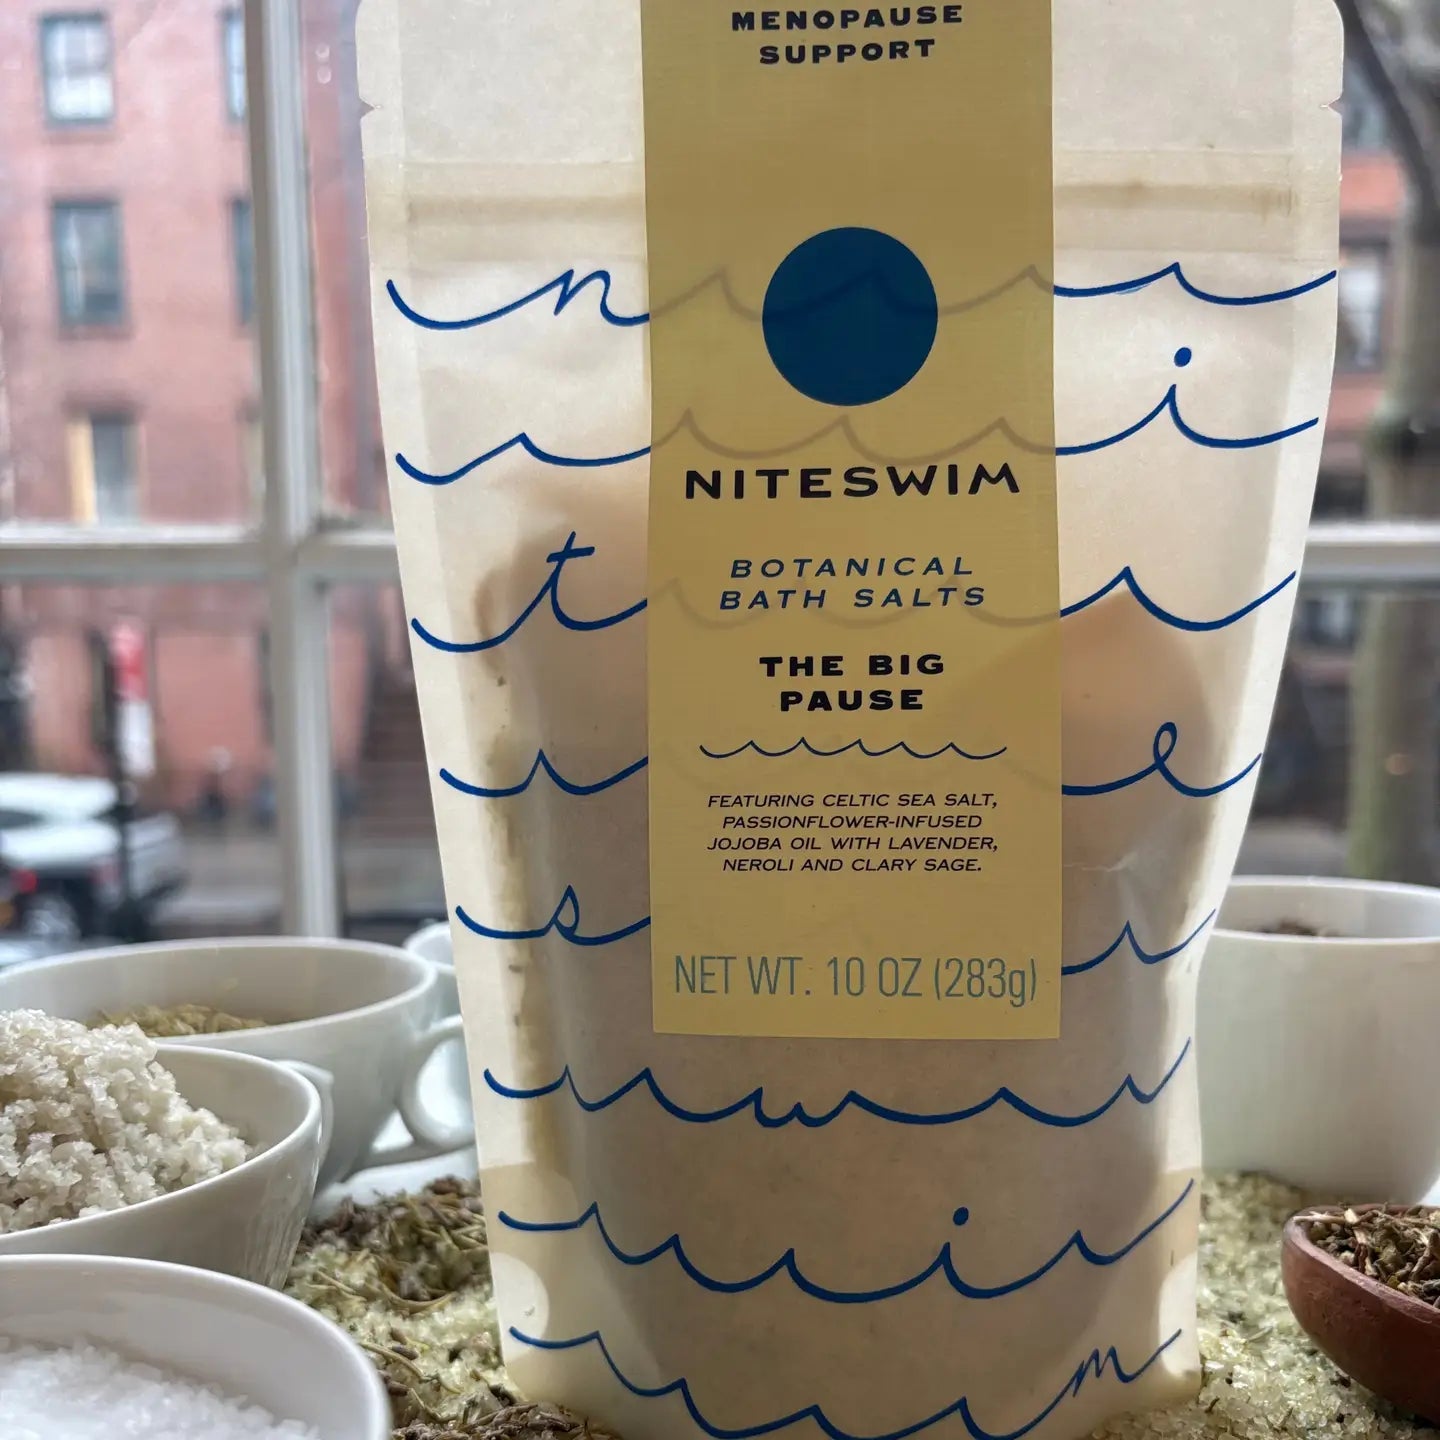 MENOPAUSE
SUPPORT
n
i
NITESWIM
t
BOTANICAL
BATH SALTS
THE BIG
PAUSE
e
FEATURING CELTIC SEA SALT,
PASSIONFLOWER-INFUSED
JOJOBA OIL WITH LAVENDER,
NEROLI AND CLARY SAGE.
s
NET WT. 10 OZ (283g)
w
i
m